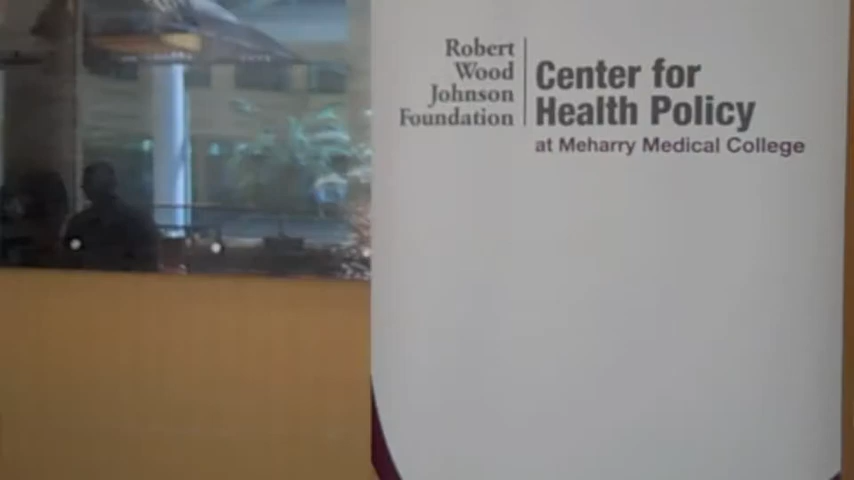 Robert
Wood
Johnson
Foundation
Center for
Health Policy
at Meharry Medical College